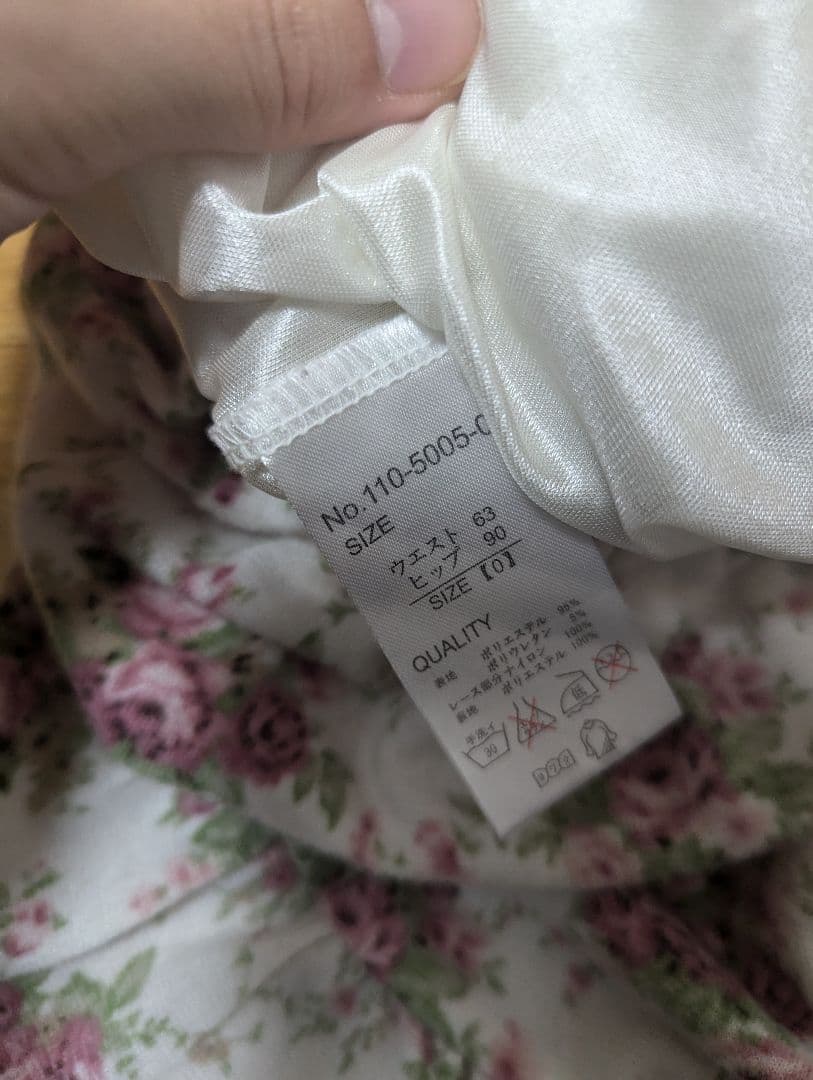 No.110-5005-0
SIZE
ウエスト 63
ヒップ 90
SIZE【0】
QUALITY
表地 ポリエステル 95%
ポリウレタン 5%
レース部分ナイロン 100%
裏地 ポリエステル 100%
手洗イ
30
低